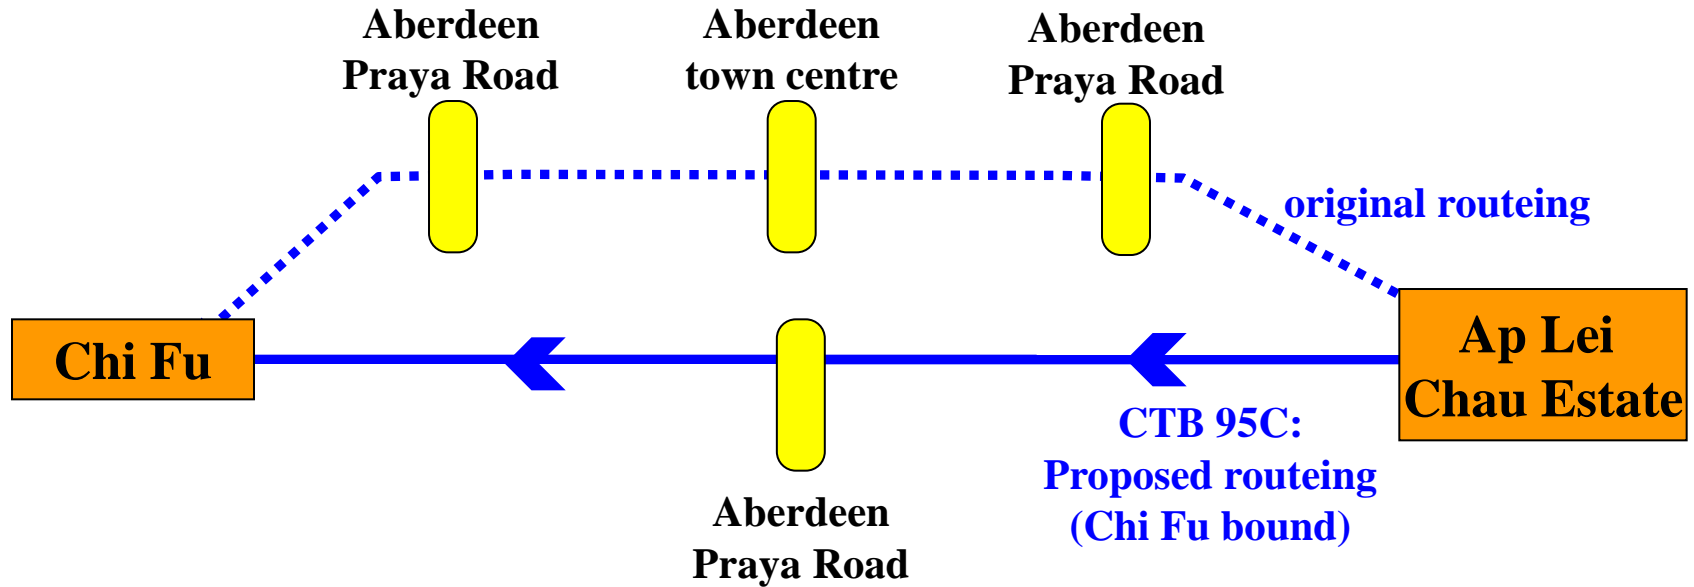 Aberdeen
Praya Road
Aberdeen
town centre
Aberdeen
Praya Road
original routeing
Chi Fu
Ap Lei
Chau Estate
CTB 95C:
Proposed routeing
(Chi Fu bound)
Aberdeen
Praya Road